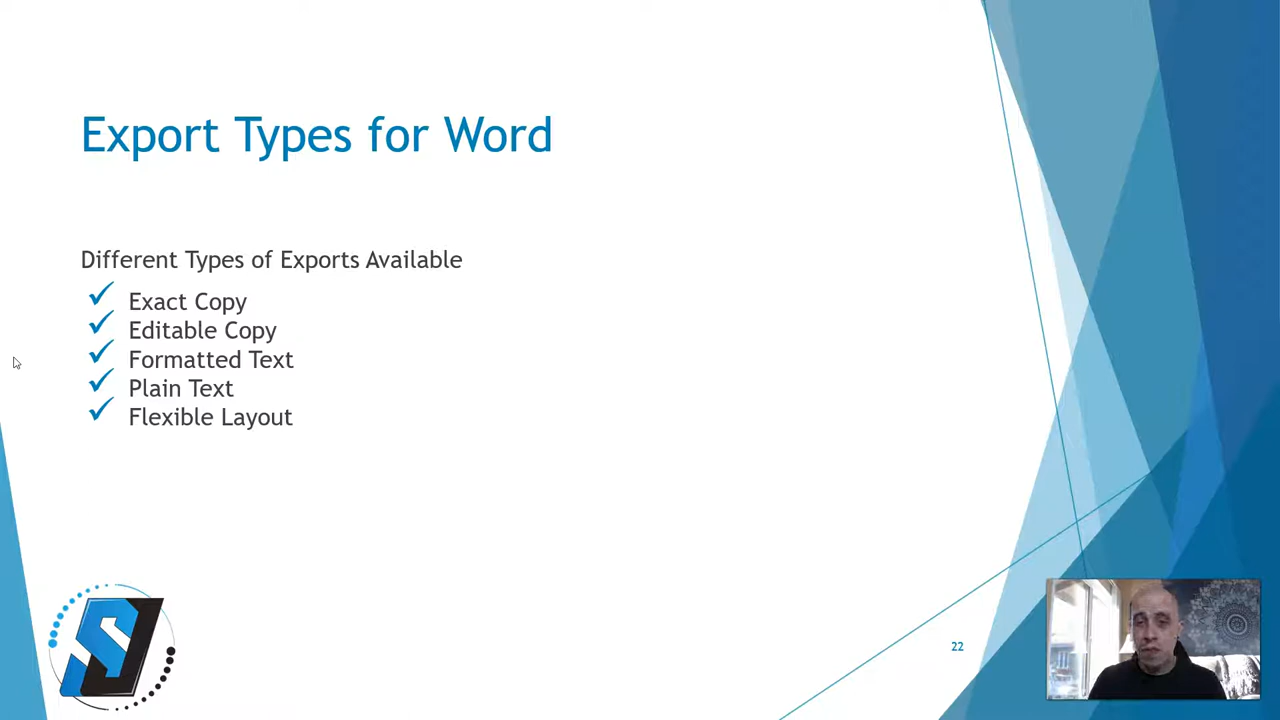 Export Types for Word
Different Types of Exports Available
Exact Copy
Editable Copy
Formatted Text
Plain Text
Flexible Layout
SJ
22